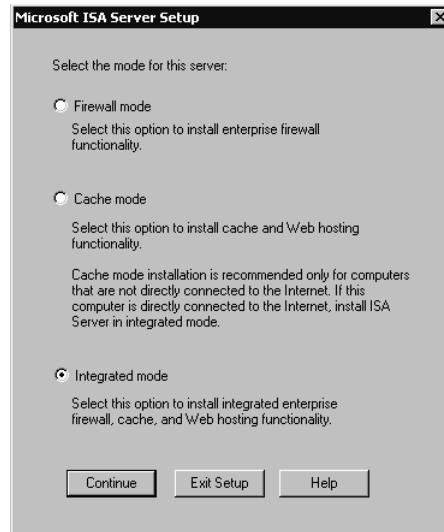 Microsoft ISA Server Setup
Select the mode for this server:
Firewall mode
Select this option to install enterprise firewall
functionality.
Cache mode
Select this option to install cache and Web hosting
functionality.
Cache mode installation is recommended only for computers
that are not directly connected to the Internet. If this
computer is directly connected to the Internet, install ISA
Server in integrated mode.
Integrated mode
Select this option to install integrated enterprise
firewall, cache, and Web hosting functionality.
Continue
Exit Setup
Help